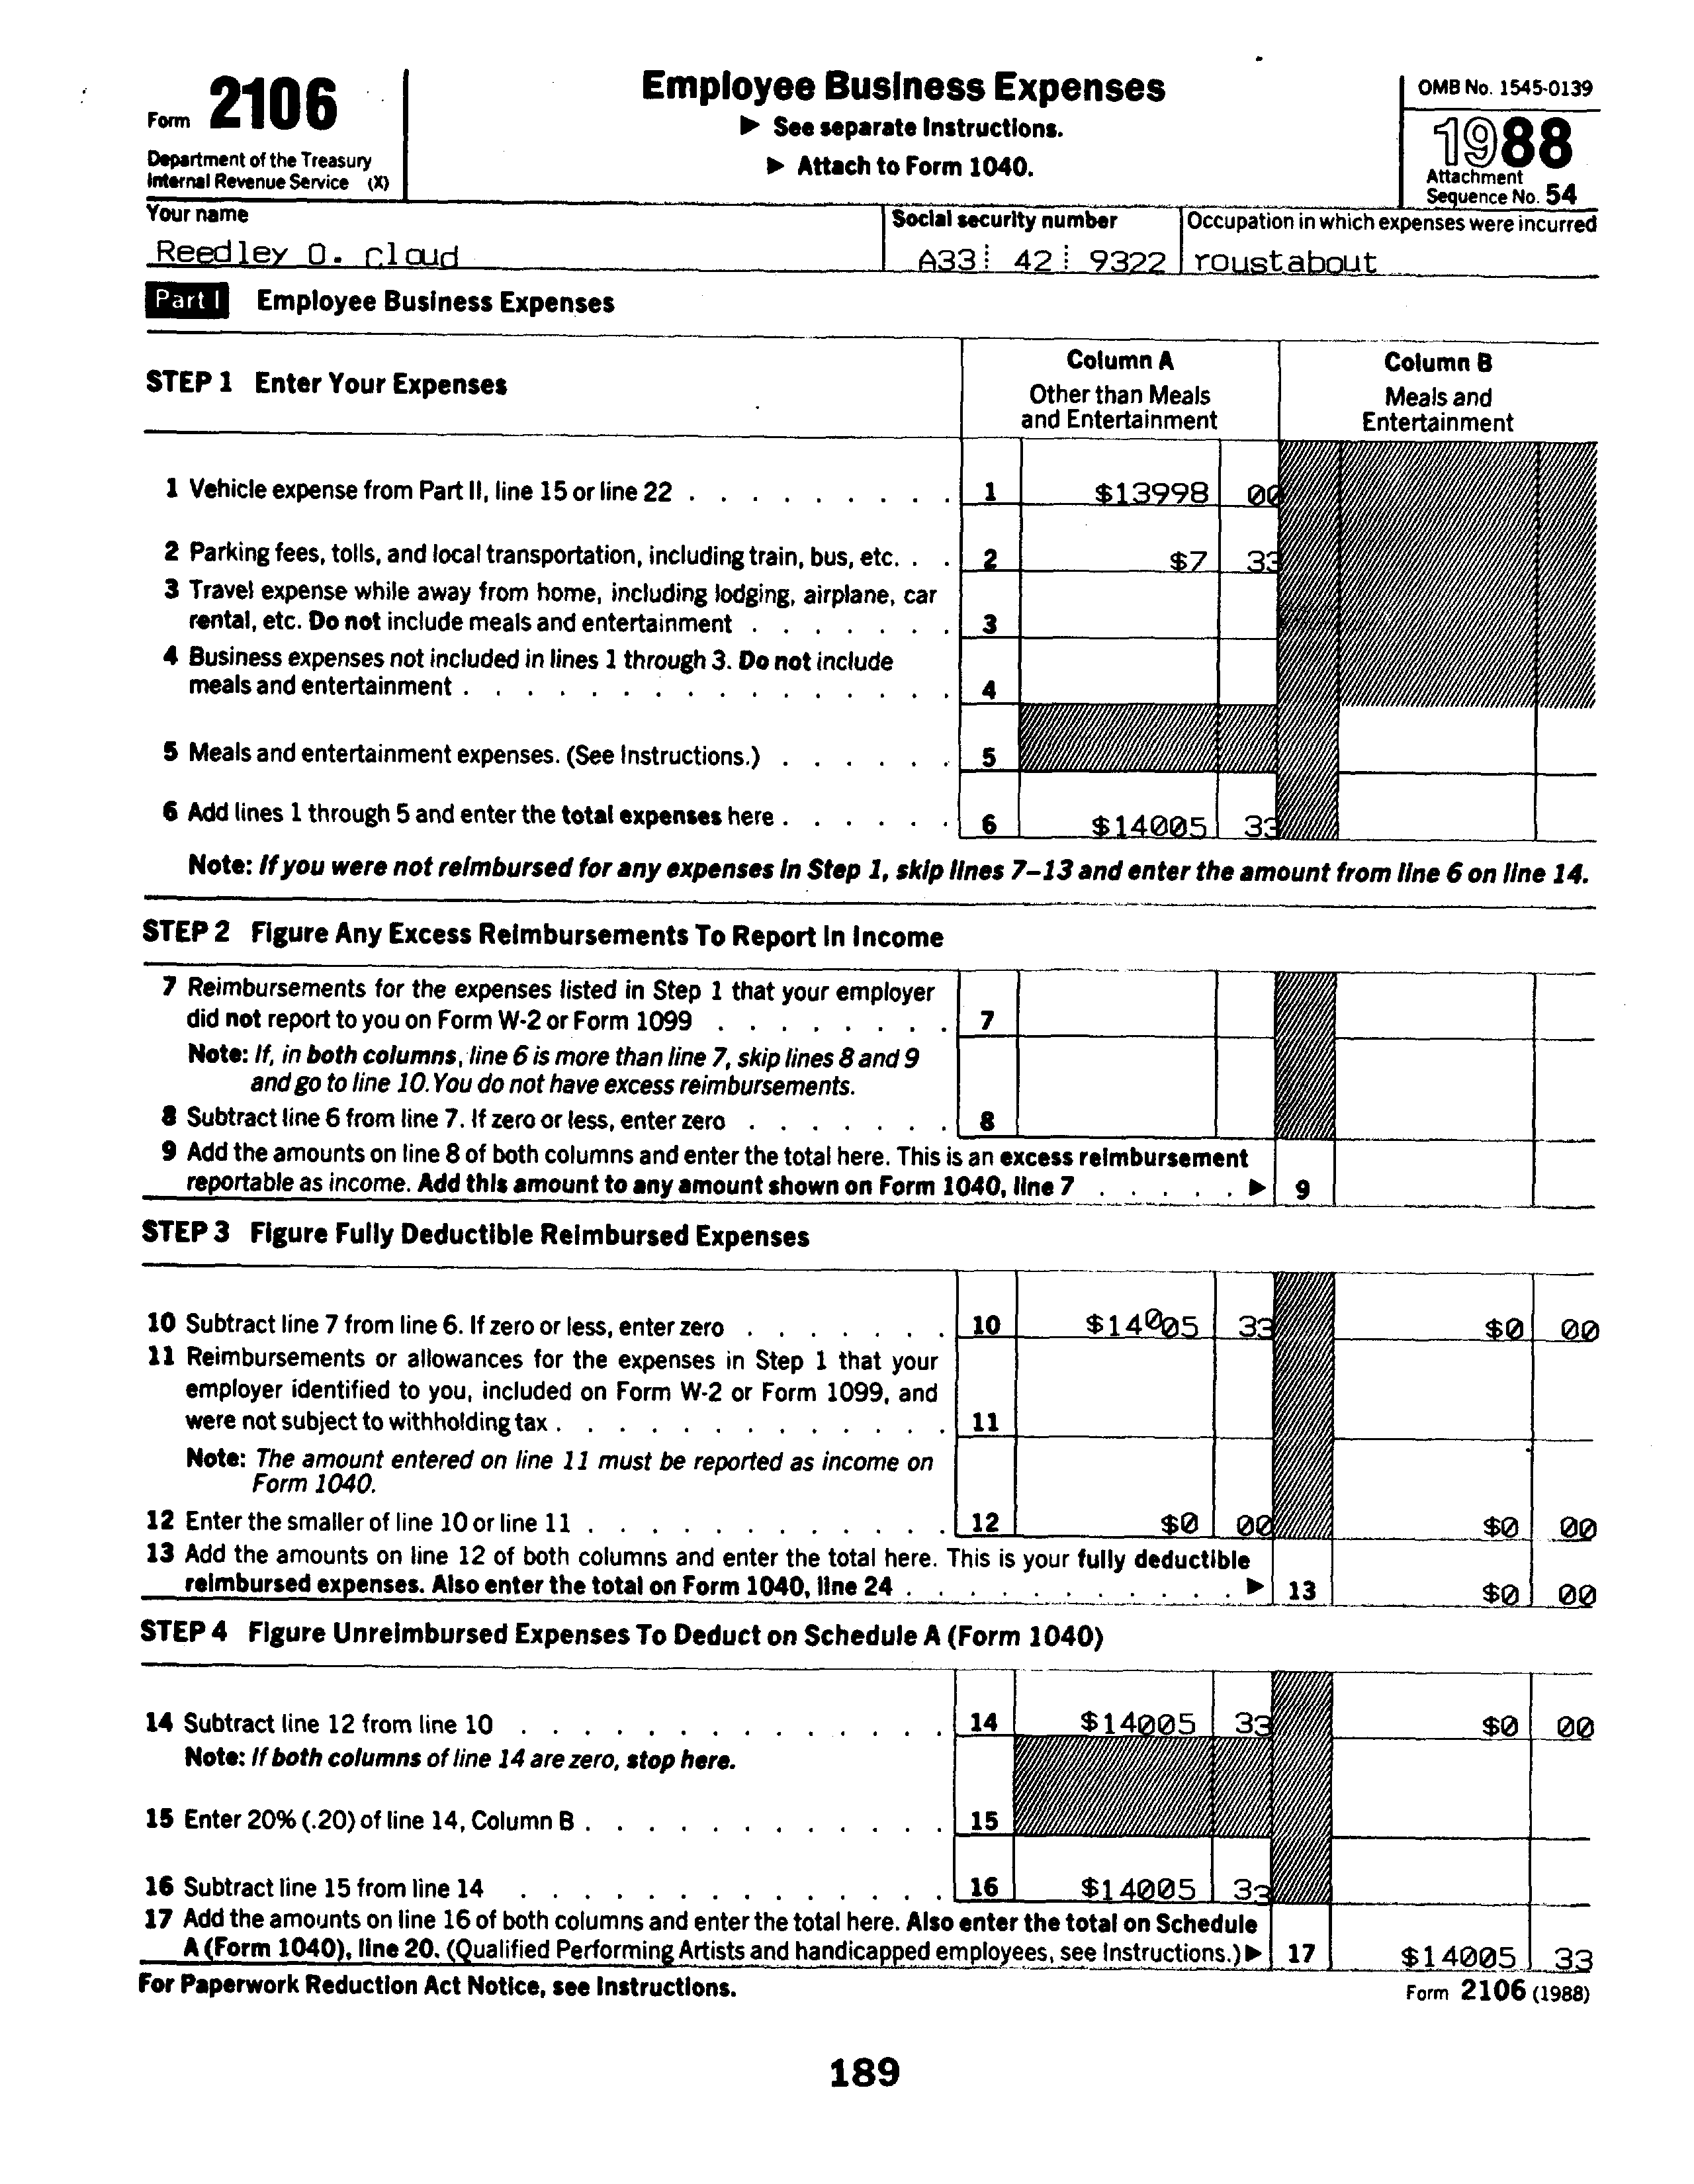 Form 2106
Department of the Treasury
Internal Revenue Service (X)
Employee Business Expenses
▶ See separate Instructions.
▶ Attach to Form 1040.
OMB No. 1545-0139
1988
Attachment
Sequence No. 54
Your name
Reedley O. cloud
Social security number
A33 42 9322
Occupation in which expenses were incurred
roustabout
Part I Employee Business Expenses
STEP 1 Enter Your Expenses
Column A
Other than Meals
and Entertainment
Column B
Meals and
Entertainment
1 Vehicle expense from Part II, line 15 or line 22 . . . . . . . . . 1 $13998 00
2 Parking fees, tolls, and local transportation, including train, bus, etc. . . 2 $7 33
3 Travel expense while away from home, including lodging, airplane, car
rental, etc. Do not include meals and entertainment . . . . . . . 3
4 Business expenses not included in lines 1 through 3. Do not include
meals and entertainment . . . . . . . . . . . . . . . . 4
5 Meals and entertainment expenses. (See Instructions.) . . . . . . 5
6 Add lines 1 through 5 and enter the total expenses here . . . . . . 6 $14005 33
Note: If you were not reimbursed for any expenses in Step 1, skip lines 7–13 and enter the amount from line 6 on line 14.
STEP 2 Figure Any Excess Reimbursements To Report In Income
7 Reimbursements for the expenses listed in Step 1 that your employer
did not report to you on Form W-2 or Form 1099 . . . . . . . . 7
Note: If, in both columns, line 6 is more than line 7, skip lines 8 and 9
and go to line 10. You do not have excess reimbursements.
8 Subtract line 6 from line 7. If zero or less, enter zero . . . . . . . 8
9 Add the amounts on line 8 of both columns and enter the total here. This is an excess reimbursement
reportable as income. Add this amount to any amount shown on Form 1040, line 7 . . . . . ▶ 9
STEP 3 Figure Fully Deductible Reimbursed Expenses
10 Subtract line 7 from line 6. If zero or less, enter zero . . . . . . . 10 $14005 33 $0 00
11 Reimbursements or allowances for the expenses in Step 1 that your
employer identified to you, included on Form W-2 or Form 1099, and
were not subject to withholding tax . . . . . . . . . . . . . 11
Note: The amount entered on line 11 must be reported as income on
Form 1040.
12 Enter the smaller of line 10 or line 11 . . . . . . . . . . . . 12 $0 00 $0 00
13 Add the amounts on line 12 of both columns and enter the total here. This is your fully deductible
reimbursed expenses. Also enter the total on Form 1040, line 24 . . . . . . . . . . . ▶ 13 $0 00
STEP 4 Figure Unreimbursed Expenses To Deduct on Schedule A (Form 1040)
14 Subtract line 12 from line 10 . . . . . . . . . . . . . . 14 $14005 33 $0 00
Note: If both columns of line 14 are zero, stop here.
15 Enter 20% (.20) of line 14, Column B . . . . . . . . . . . . 15
16 Subtract line 15 from line 14 . . . . . . . . . . . . . . 16 $14005 33
17 Add the amounts on line 16 of both columns and enter the total here. Also enter the total on Schedule
A (Form 1040), line 20. (Qualified Performing Artists and handicapped employees, see Instructions.) ▶ 17 $14005 33
For Paperwork Reduction Act Notice, see Instructions.
Form 2106 (1988)
189